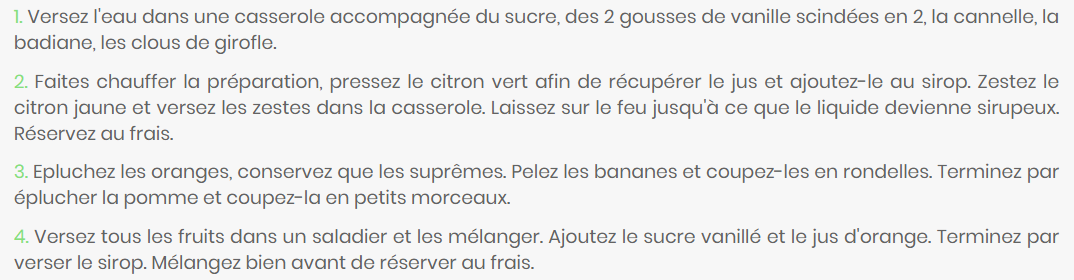 1. Versez l'eau dans une casserole accompagnée du sucre, des 2 gousses de vanille scindées en 2, la cannelle, la
badiane, les clous de girofle.
2. Faites chauffer la préparation, pressez le citron vert afin de récupérer le jus et ajoutez-le au sirop. Zestez le
citron jaune et versez les zestes dans la casserole. Laissez sur le feu jusqu'à ce que le liquide devienne sirupeux.
Réservez au frais.
3. Epluchez les oranges, conservez que les suprêmes. Pelez les bananes et coupez-les en rondelles. Terminez par
éplucher la pomme et coupez-la en petits morceaux.
4. Versez tous les fruits dans un saladier et les mélanger. Ajoutez le sucre vanillé et le jus d'orange. Terminez par
verser le sirop. Mélangez bien avant de réserver au frais.